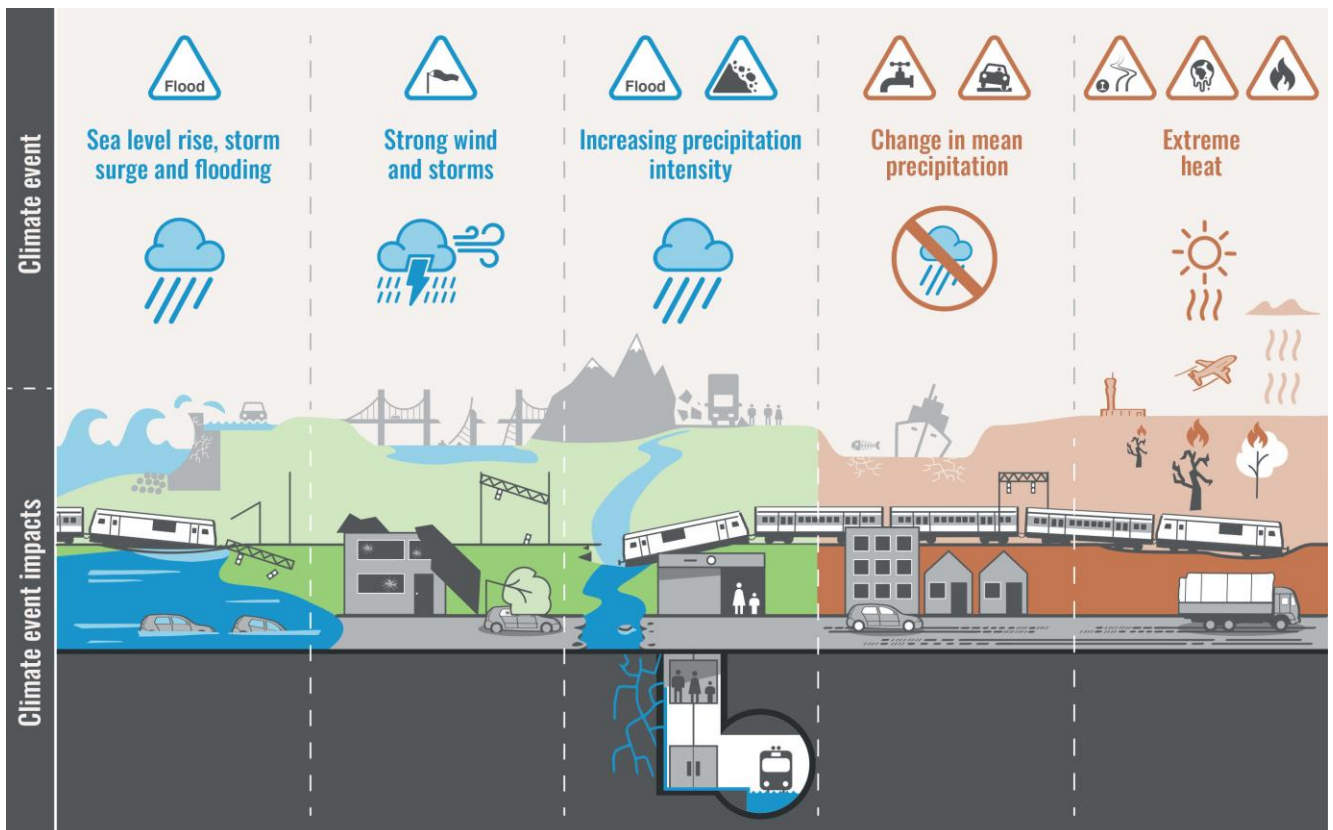 Climate event
Flood
Sea level rise, storm
surge and flooding
Strong wind
and storms
Flood
Increasing precipitation
intensity
Change in mean
precipitation
Extreme
heat
Climate event impacts